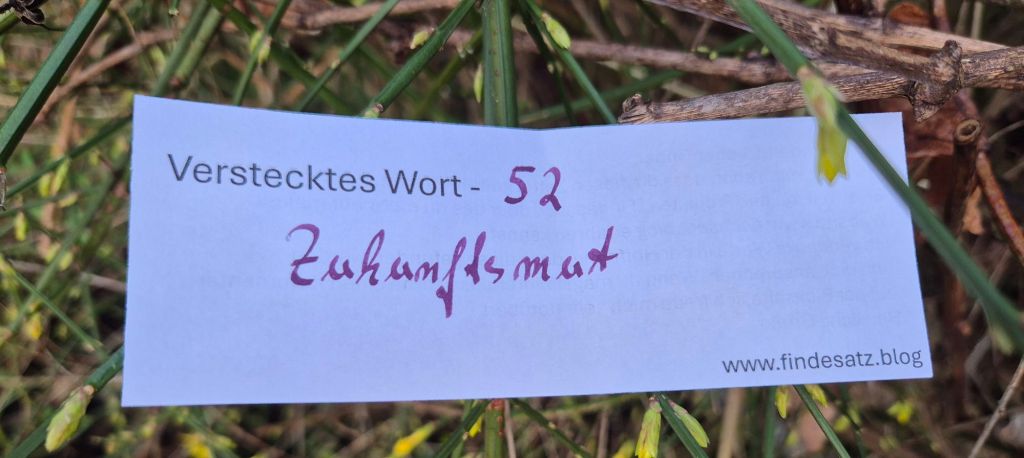 Verstecktes Wort - 52
Zukunftsmut
www.findesatz.blog